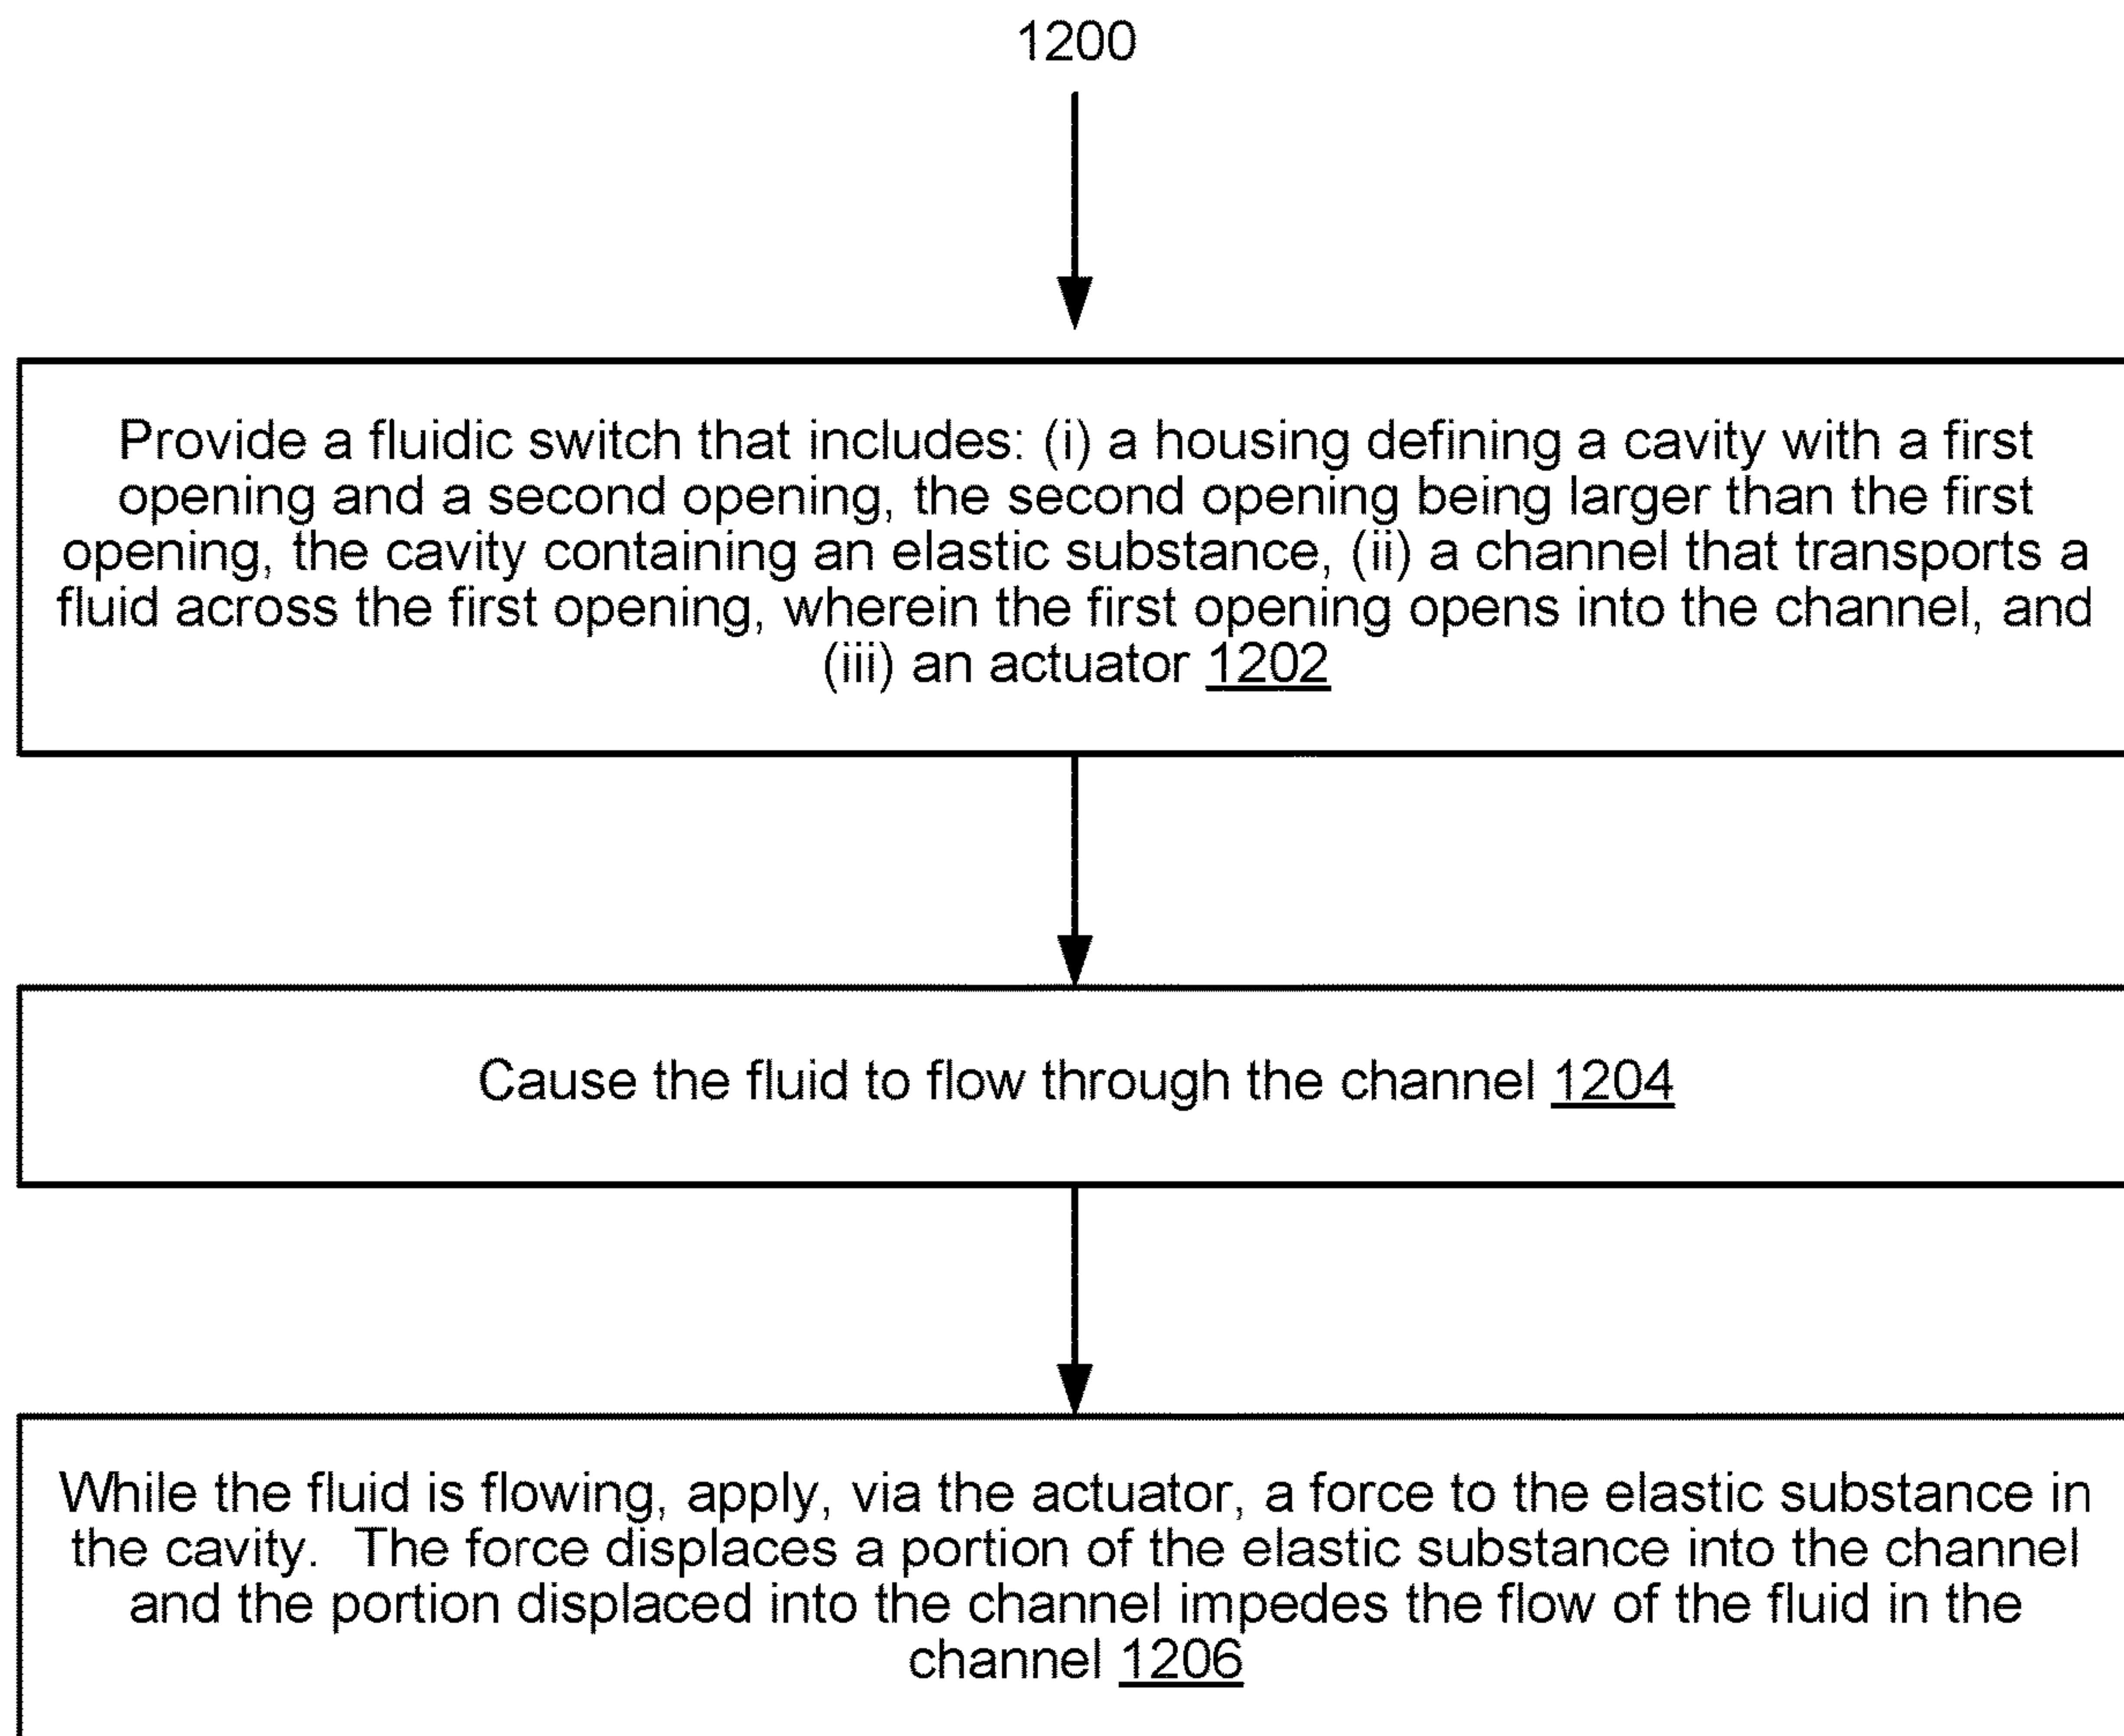 1200
Provide a fluidic switch that includes: (i) a housing defining a cavity with a first
opening and a second opening, the second opening being larger than the first
opening, the cavity containing an elastic substance, (ii) a channel that transports a
fluid across the first opening, wherein the first opening opens into the channel, and
(iii) an actuator 1202
Cause the fluid to flow through the channel 1204
While the fluid is flowing, apply, via the actuator, a force to the elastic substance in
the cavity.  The force displaces a portion of the elastic substance into the channel
and the portion displaced into the channel impedes the flow of the fluid in the
channel 1206